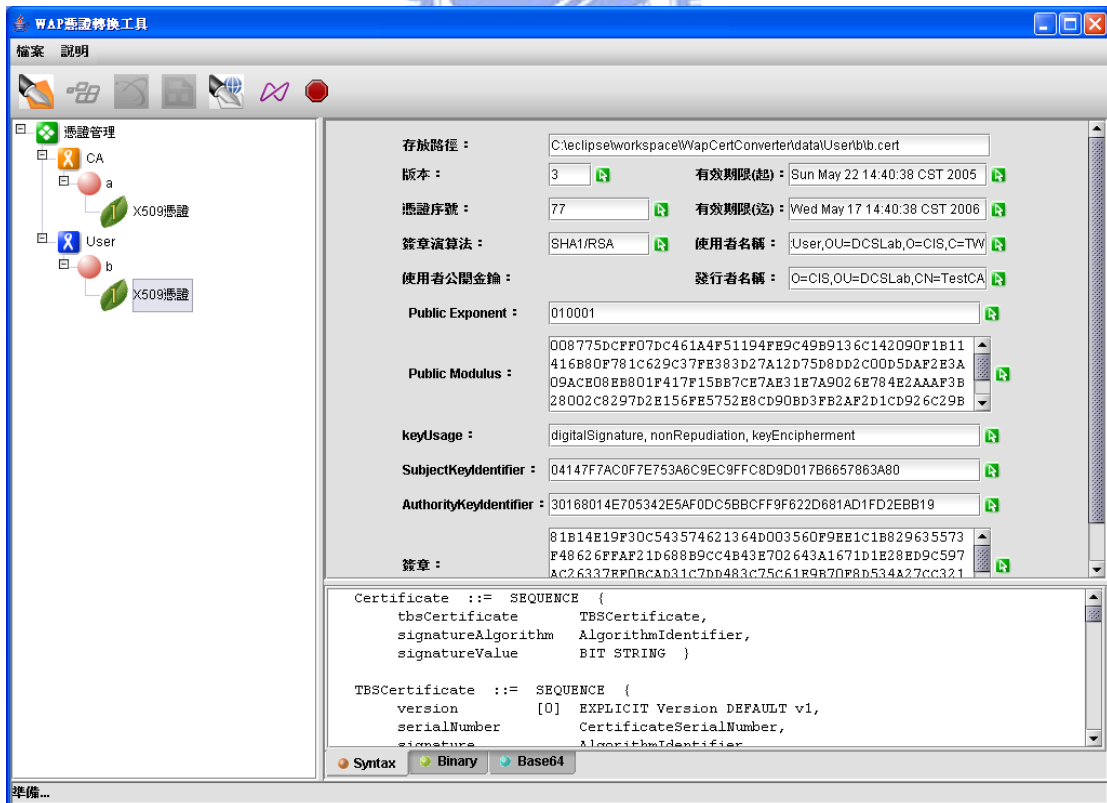 WAP憑證轉換工具
檔案 說明
憑證管理
CA
a
X509憑證
User
b
X509憑證
存放路徑：
C:\eclipse\workspace\WapCertConverter\data\User\b\b.cert
版本：
3
有效期限(起)：
Sun May 22 14:40:38 CST 2005
憑證序號：
77
有效期限(迄)：
Wed May 17 14:40:38 CST 2006
簽章演算法：
SHA1/RSA
使用者名稱：
:User,OU=DCSLab,O=CIS,C=TW
使用者公開金鑰：
發行者名稱：
O=CIS,OU=DCSLab,CN=TestCA
Public Exponent：
010001
Public Modulus：
008775DCFF07DC461A4F51194FE9C49B9136C142090F1B11
416B80F781C629C37FE383D27A12D75D8DD2C00D5DAF2E3A
09ACE08EB801F417F15BB7CE7AE31E7A9026E784E2AAAF3B
28002C8297D2E156FE5752E8CD90BD3FB2AF2D1CD926C29B
keyUsage：
digitalSignature, nonRepudiation, keyEncipherment
SubjectKeyIdentifier：
04147F7AC0F7E753A6C9EC9FFC8D9D017B6657863A80
AuthorityKeyIdentifier：
30168014E705342E5AF0DC5BBCFF9F622D681AD1FD2EBB19
簽章：
81B14E19F30C543574621364D003560F9EE1C1B829635573
F48626FFAF21D688B9CC4B43E702643A1671D1E28ED9C597
AC26337EF0BCAD31C7DD483C75C61E9B70F8D534A27CC321
Certificate ::= SEQUENCE {
tbsCertificate TBSCertificate,
signatureAlgorithm AlgorithmIdentifier,
signatureValue BIT STRING }
TBSCertificate ::= SEQUENCE {
version [0] EXPLICIT Version DEFAULT v1,
serialNumber CertificateSerialNumber,
signature AlgorithmIdentifier
Syntax Binary Base64
準備...